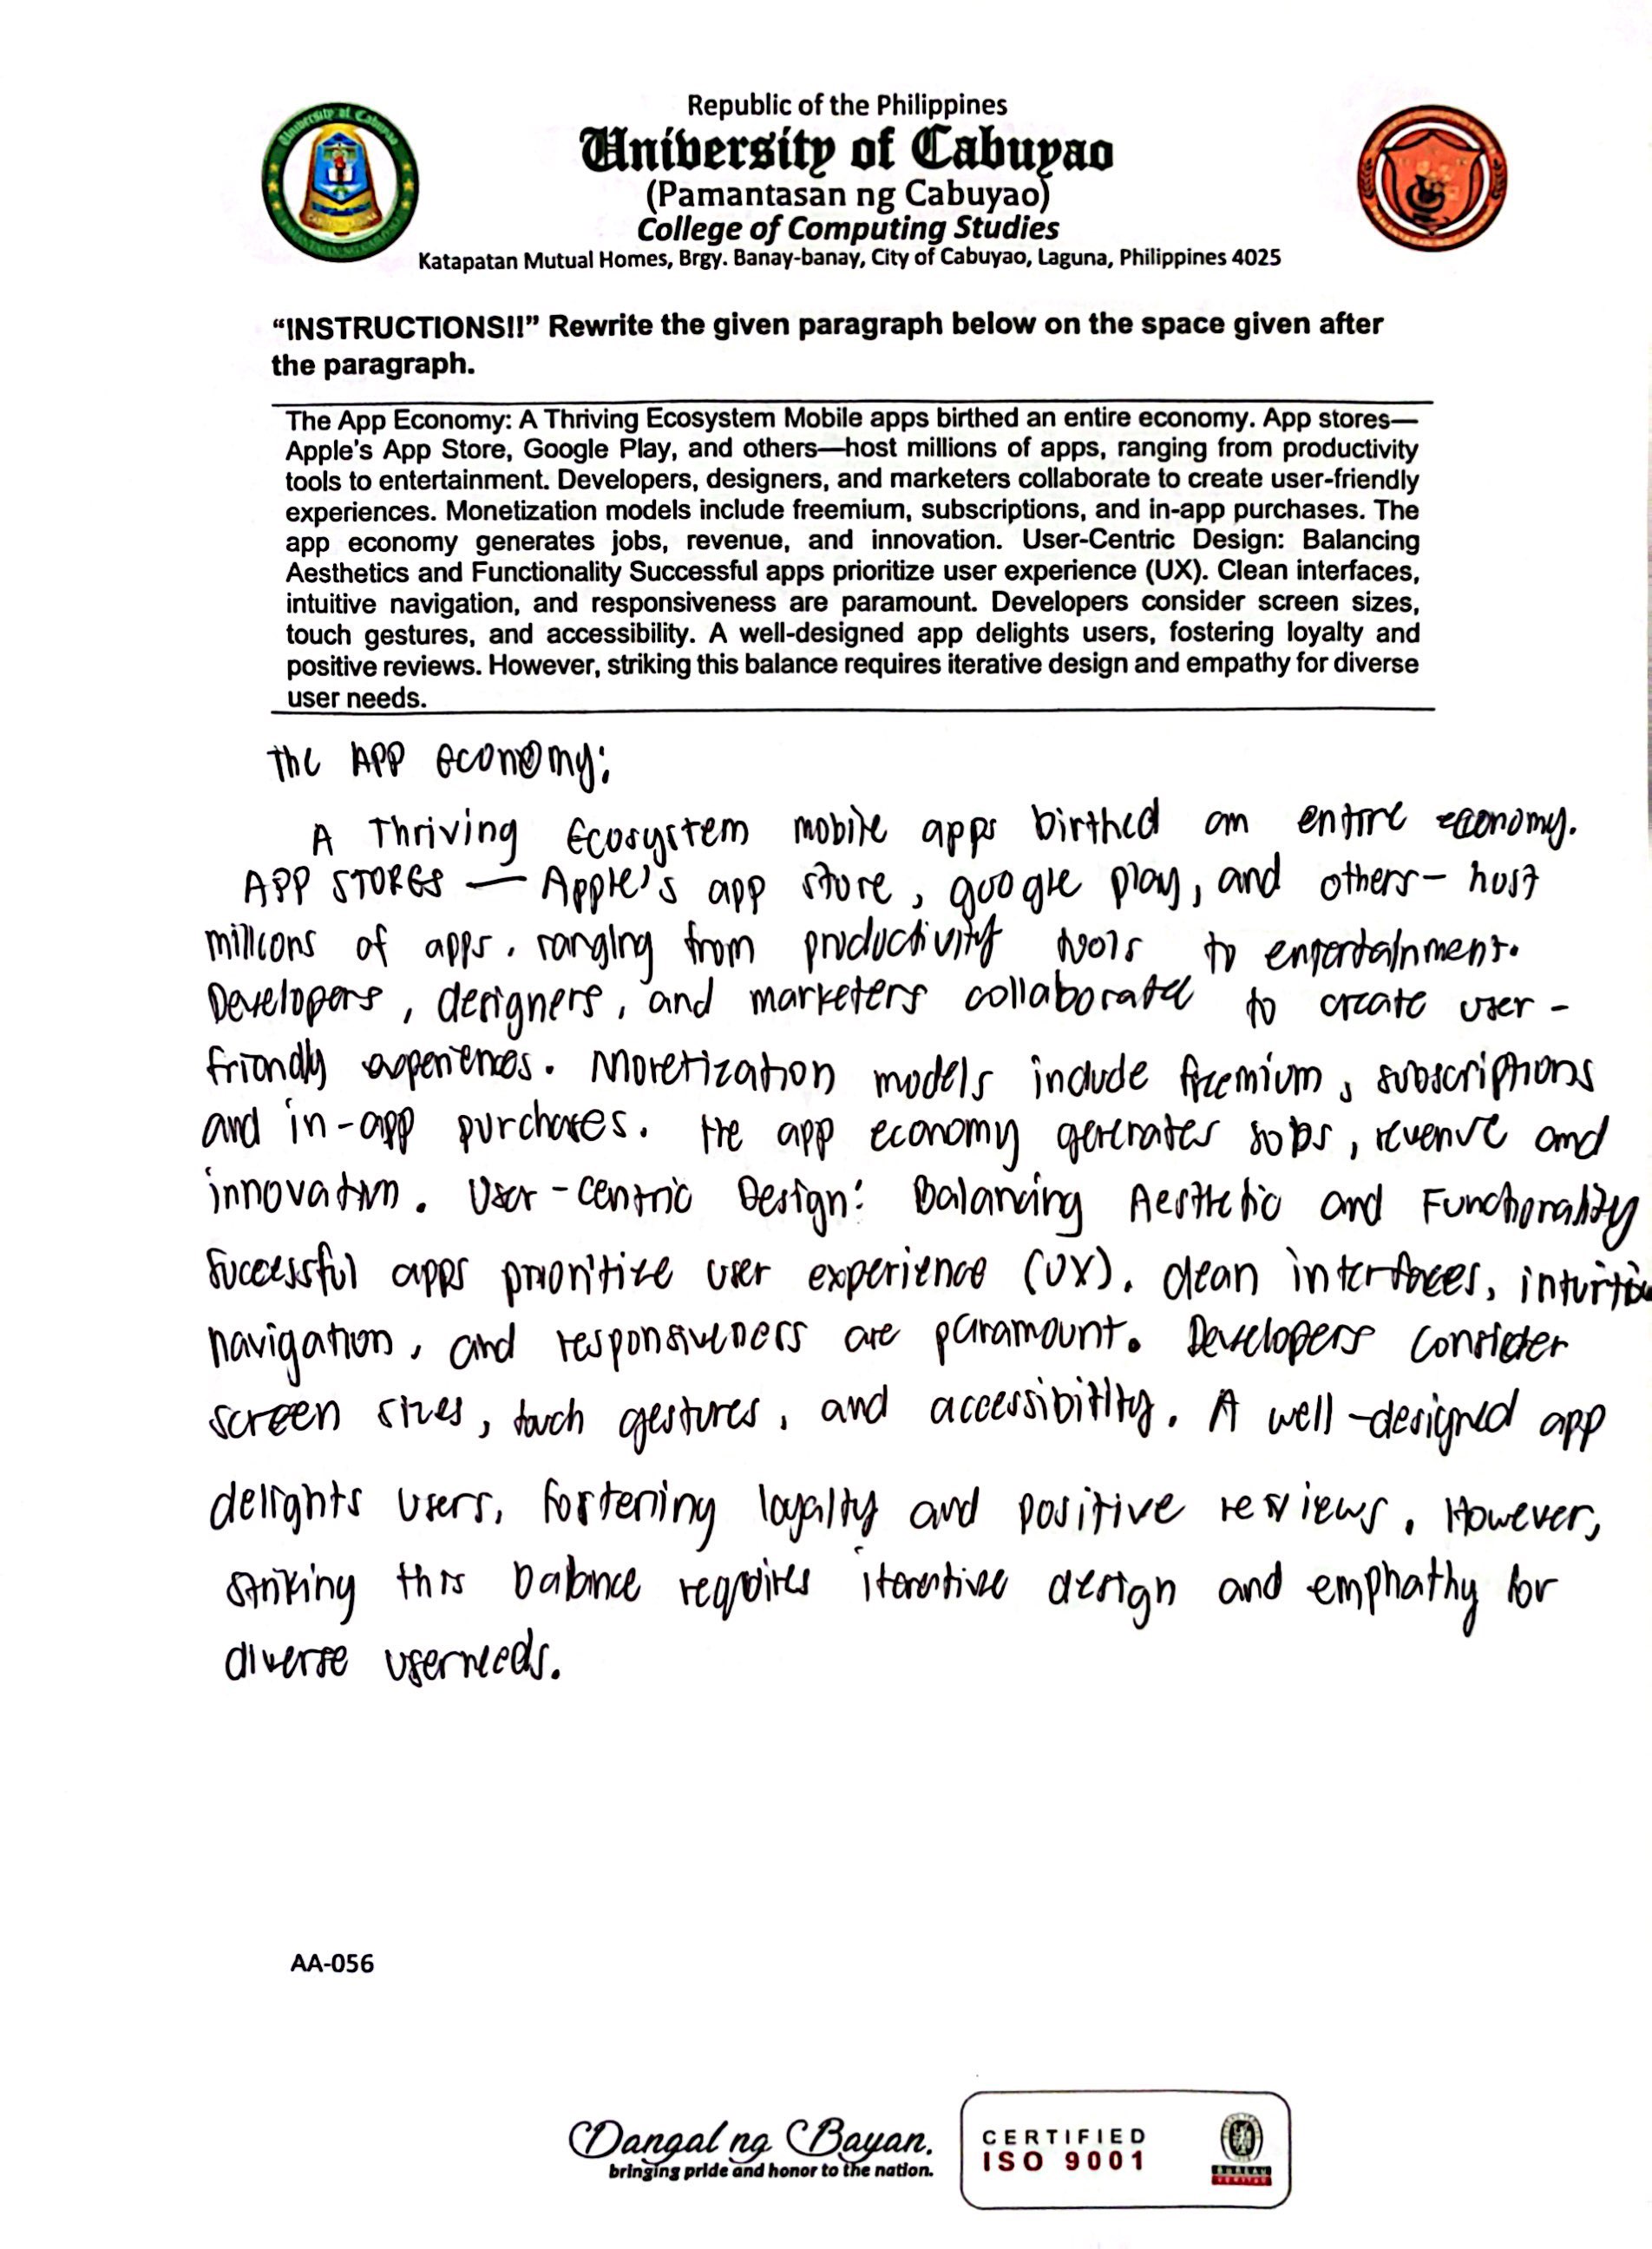 Republic of the Philippines
University of Cabuyao
(Pamantasan ng Cabuyao)
College of Computing Studies
Katapatan Mutual Homes, Brgy. Banay-banay, City of Cabuyao, Laguna, Philippines 4025
“INSTRUCTIONS!!” Rewrite the given paragraph below on the space given after
the paragraph.
The App Economy: A Thriving Ecosystem Mobile apps birthed an entire economy. App stores—
Apple's App Store, Google Play, and others—host millions of apps, ranging from productivity
tools to entertainment. Developers, designers, and marketers collaborate to create user-friendly
experiences. Monetization models include freemium, subscriptions, and in-app purchases. The
app economy generates jobs, revenue, and innovation. User-Centric Design: Balancing
Aesthetics and Functionality Successful apps prioritize user experience (UX). Clean interfaces,
intuitive navigation, and responsiveness are paramount. Developers consider screen sizes,
touch gestures, and accessibility. A well-designed app delights users, fostering loyalty and
positive reviews. However, striking this balance requires iterative design and empathy for diverse
user needs.
The APP economy:
A Thriving Ecosystem mobile apps birthed an entire economy.
APP STORES — Apple's app store, google play, and others - host
millions of apps, ranging from productivity tools to entertainment.
Developers, designers, and marketers collaborate to create user -
friendly experiences. Monetization models include freemium, subscriptions
and in-app purchases. the app economy generates jobs, revenue and
innovation. User-centric Design: Balancing Aesthetic and Functionality
Successful apps prioritize user experience (UX). clean interfaces, intuitive
navigation, and responsiveness are paramount. Developers consider
screen sizes, touch gestures, and accessibility. A well-designed app
delights users, fostering loyalty and positive reviews. However,
striking this balance requires iterative design and emphathy for
diverse userneeds.
AA-056
Dangal ng Bayan.
bringing pride and honor to the nation.
CERTIFIED
ISO 9001
BUREAU
VERITAS